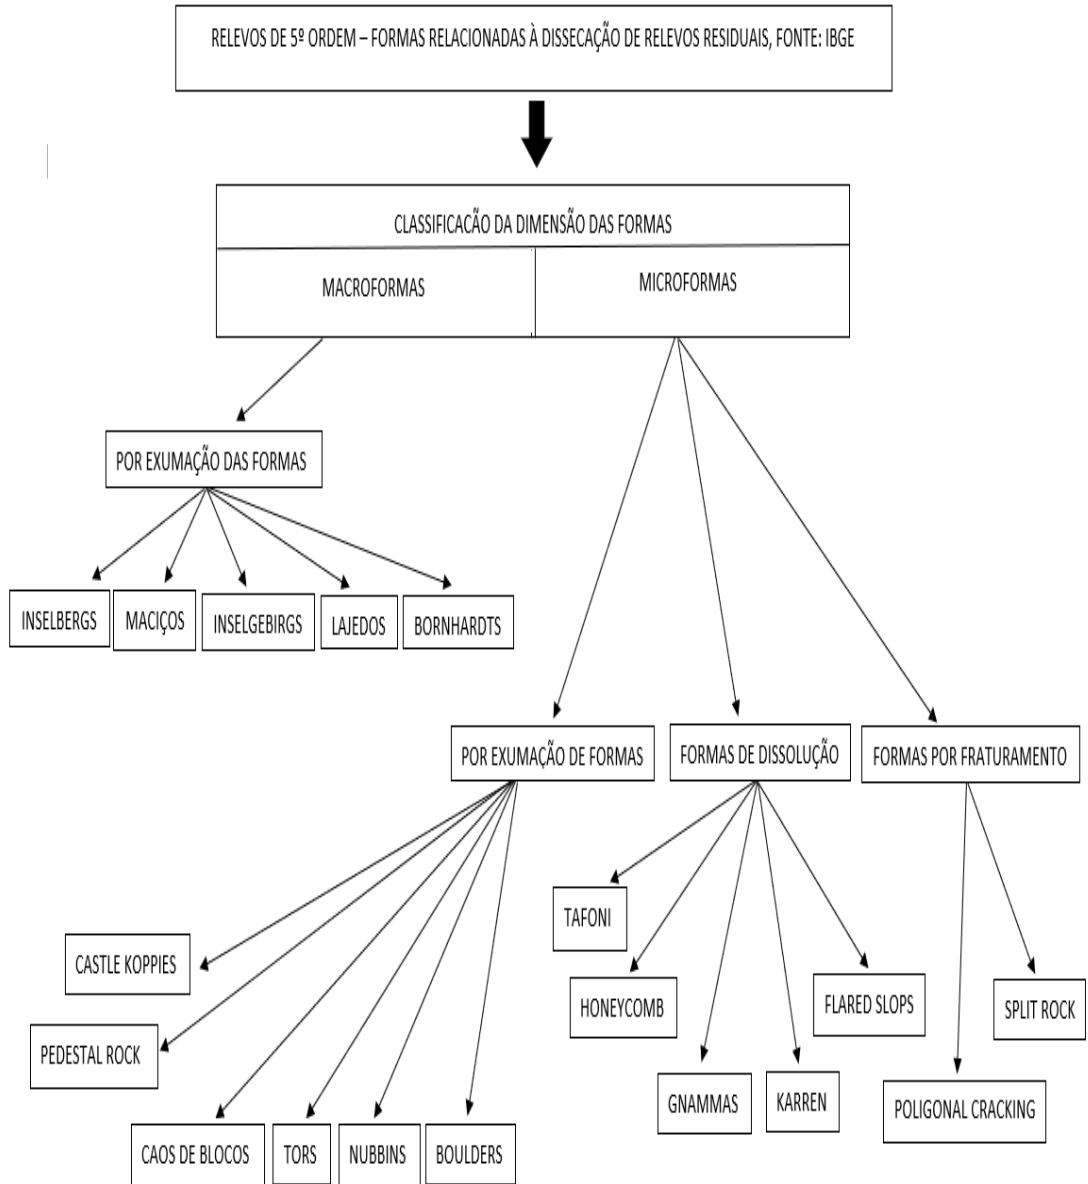 RELEVOS DE 5º ORDEM – FORMAS RELACIONADAS À DISSECAÇÃO DE RELEVOS RESIDUAIS, FONTE: IBGE
CLASSIFICACÃO DA DIMENSÃO DAS FORMAS
MACROFORMAS
MICROFORMAS
POR EXUMAÇÃO DAS FORMAS
INSELBERGS
MACIÇOS
INSELGEBIRGS
LAJEDOS
BORNHARDTS
POR EXUMAÇÃO DE FORMAS
FORMAS DE DISSOLUÇÃO
FORMAS POR FRATURAMENTO
CASTLE KOPPIES
PEDESTAL ROCK
CAOS DE BLOCOS
TORS
NUBBINS
BOULDERS
TAFONI
HONEYCOMB
GNAMMAS
KARREN
FLARED SLOPS
SPLIT ROCK
POLIGONAL CRACKING